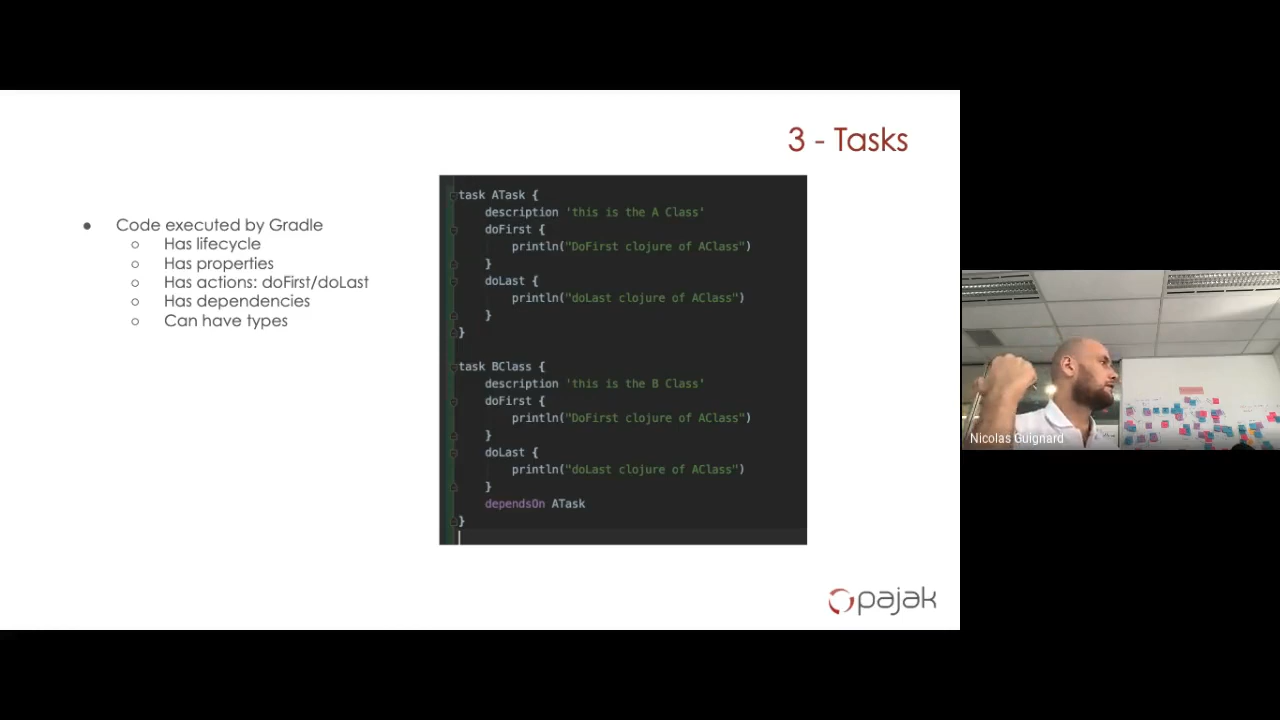 3 - Tasks
● Code executed by Gradle
○ Has lifecycle
○ Has properties
○ Has actions: doFirst/doLast
○ Has dependencies
○ Can have types
task ATask {
description 'this is the A Class'
doFirst {
println("DoFirst clojure of AClass")
}
doLast {
println("doLast clojure of AClass")
}
}
task BClass {
description 'this is the B Class'
doFirst {
println("DoFirst clojure of AClass")
}
doLast {
println("doLast clojure of AClass")
}
dependsOn ATask
}
pajak
Nicolas Guignard